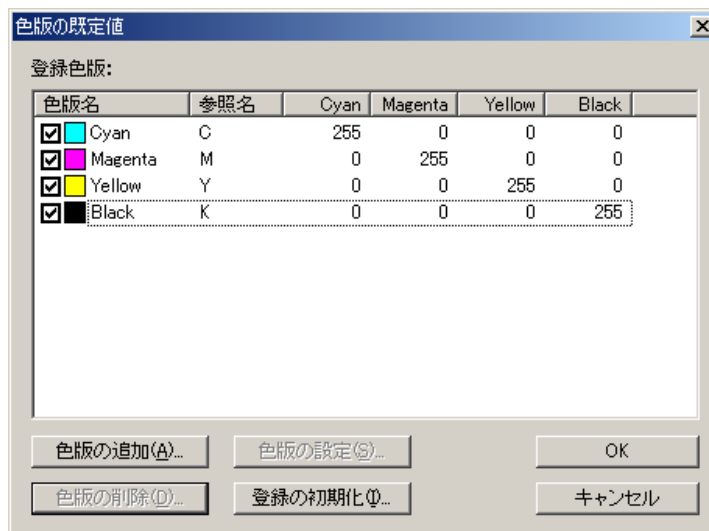 色版の既定値
登録色版:
色版名 参照名 Cyan Magenta Yellow Black
Cyan C 255 0 0 0
Magenta M 0 255 0 0
Yellow Y 0 0 255 0
Black K 0 0 0 255
色版の追加(A)... 色版の設定(S)... OK
色版の削除(D)... 登録の初期化(I)... キャンセル